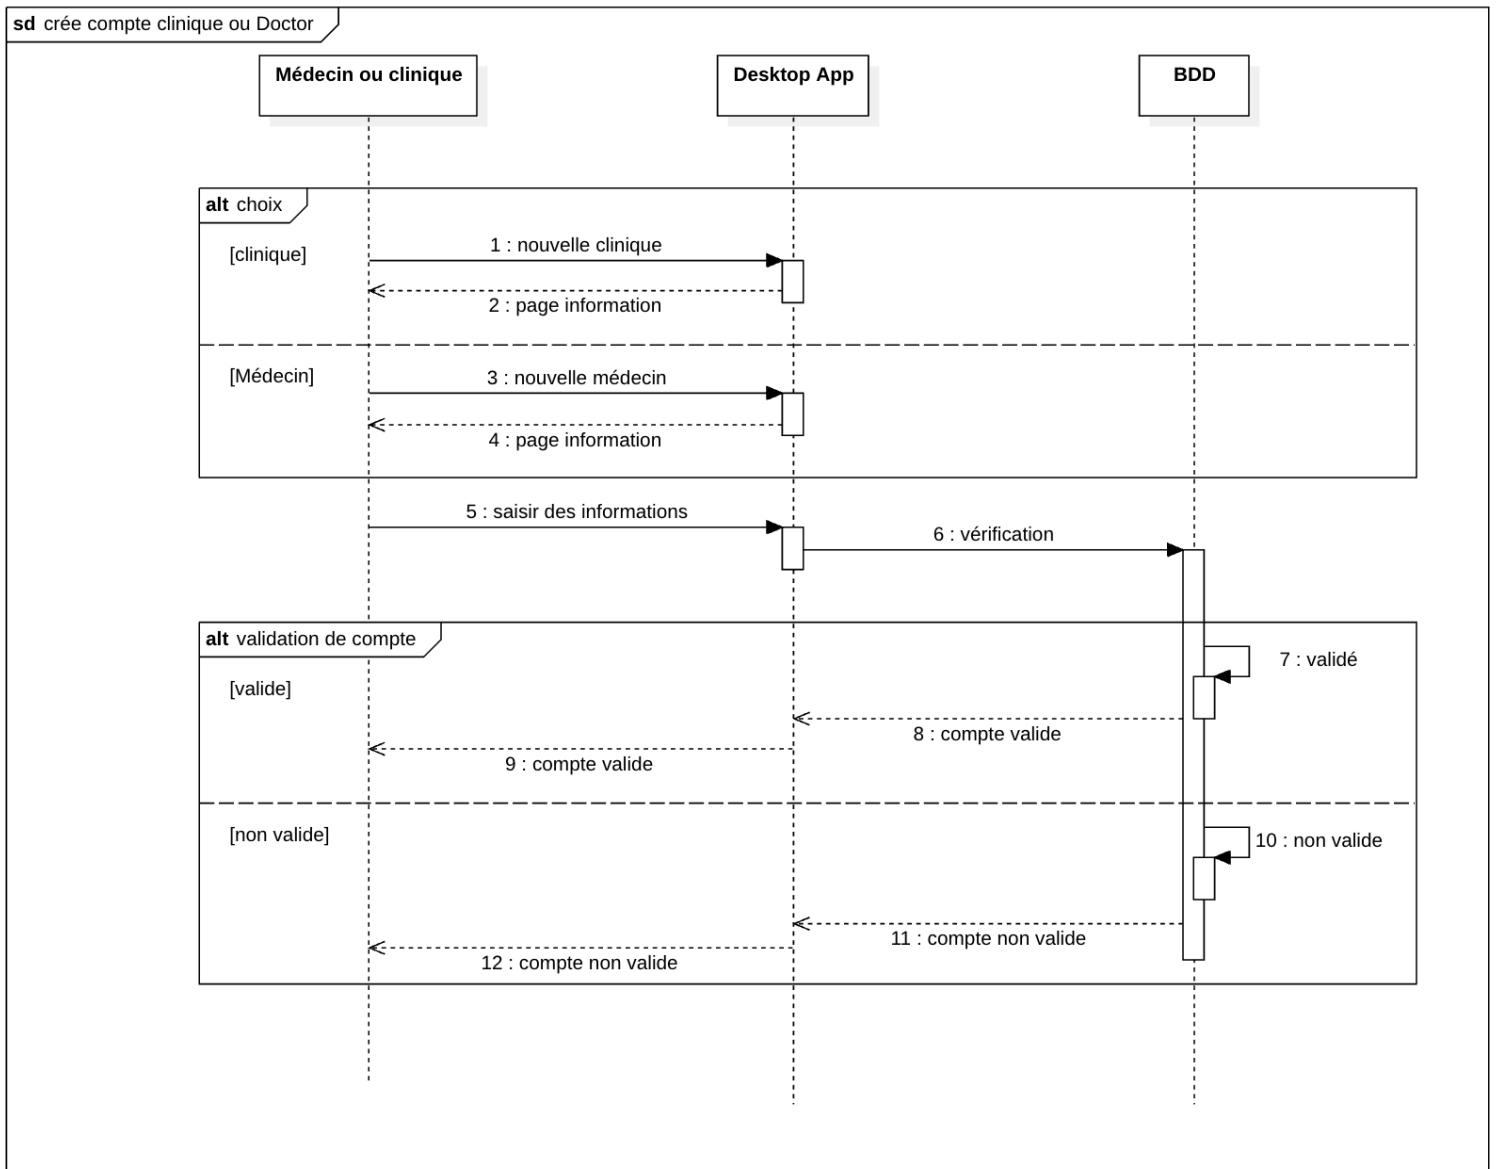 sd crée compte clinique ou Doctor
Médecin ou clinique
Desktop App
BDD
alt choix
[clinique]
1 : nouvelle clinique
2 : page information
[Médecin]
3 : nouvelle médecin
4 : page information
5 : saisir des informations
6 : vérification
alt validation de compte
7 : validé
[valide]
8 : compte valide
9 : compte valide
[non valide]
10 : non valide
11 : compte non valide
12 : compte non valide